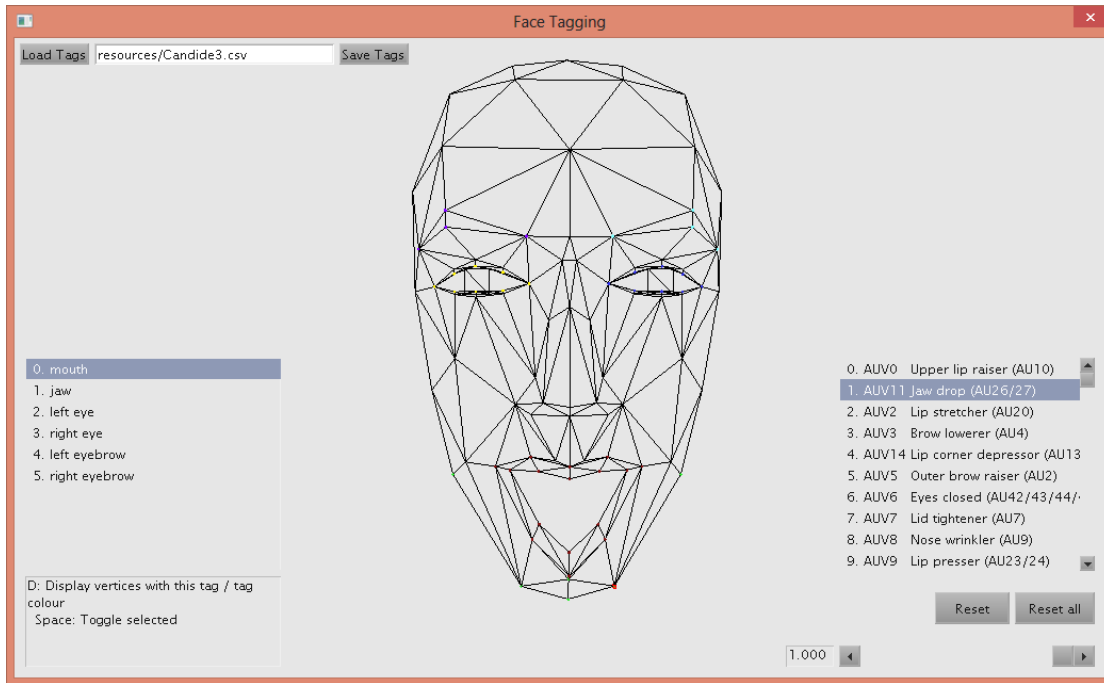 Face Tagging
Load Tags resources/Candide3.csv Save Tags
0. mouth
1. jaw
2. left eye
3. right eye
4. left eyebrow
5. right eyebrow
D: Display vertices with this tag / tag
colour
Space: Toggle selected
0. AUV0 Upper lip raiser (AU10)
1. AUV11 Jaw drop (AU26/27)
2. AUV2 Lip stretcher (AU20)
3. AUV3 Brow lowerer (AU4)
4. AUV14 Lip corner depressor (AU13
5. AUV5 Outer brow raiser (AU2)
6. AUV6 Eyes closed (AU42/43/44/
7. AUV7 Lid tightener (AU7)
8. AUV8 Nose wrinkler (AU9)
9. AUV9 Lip presser (AU23/24)
Reset Reset all
1.000